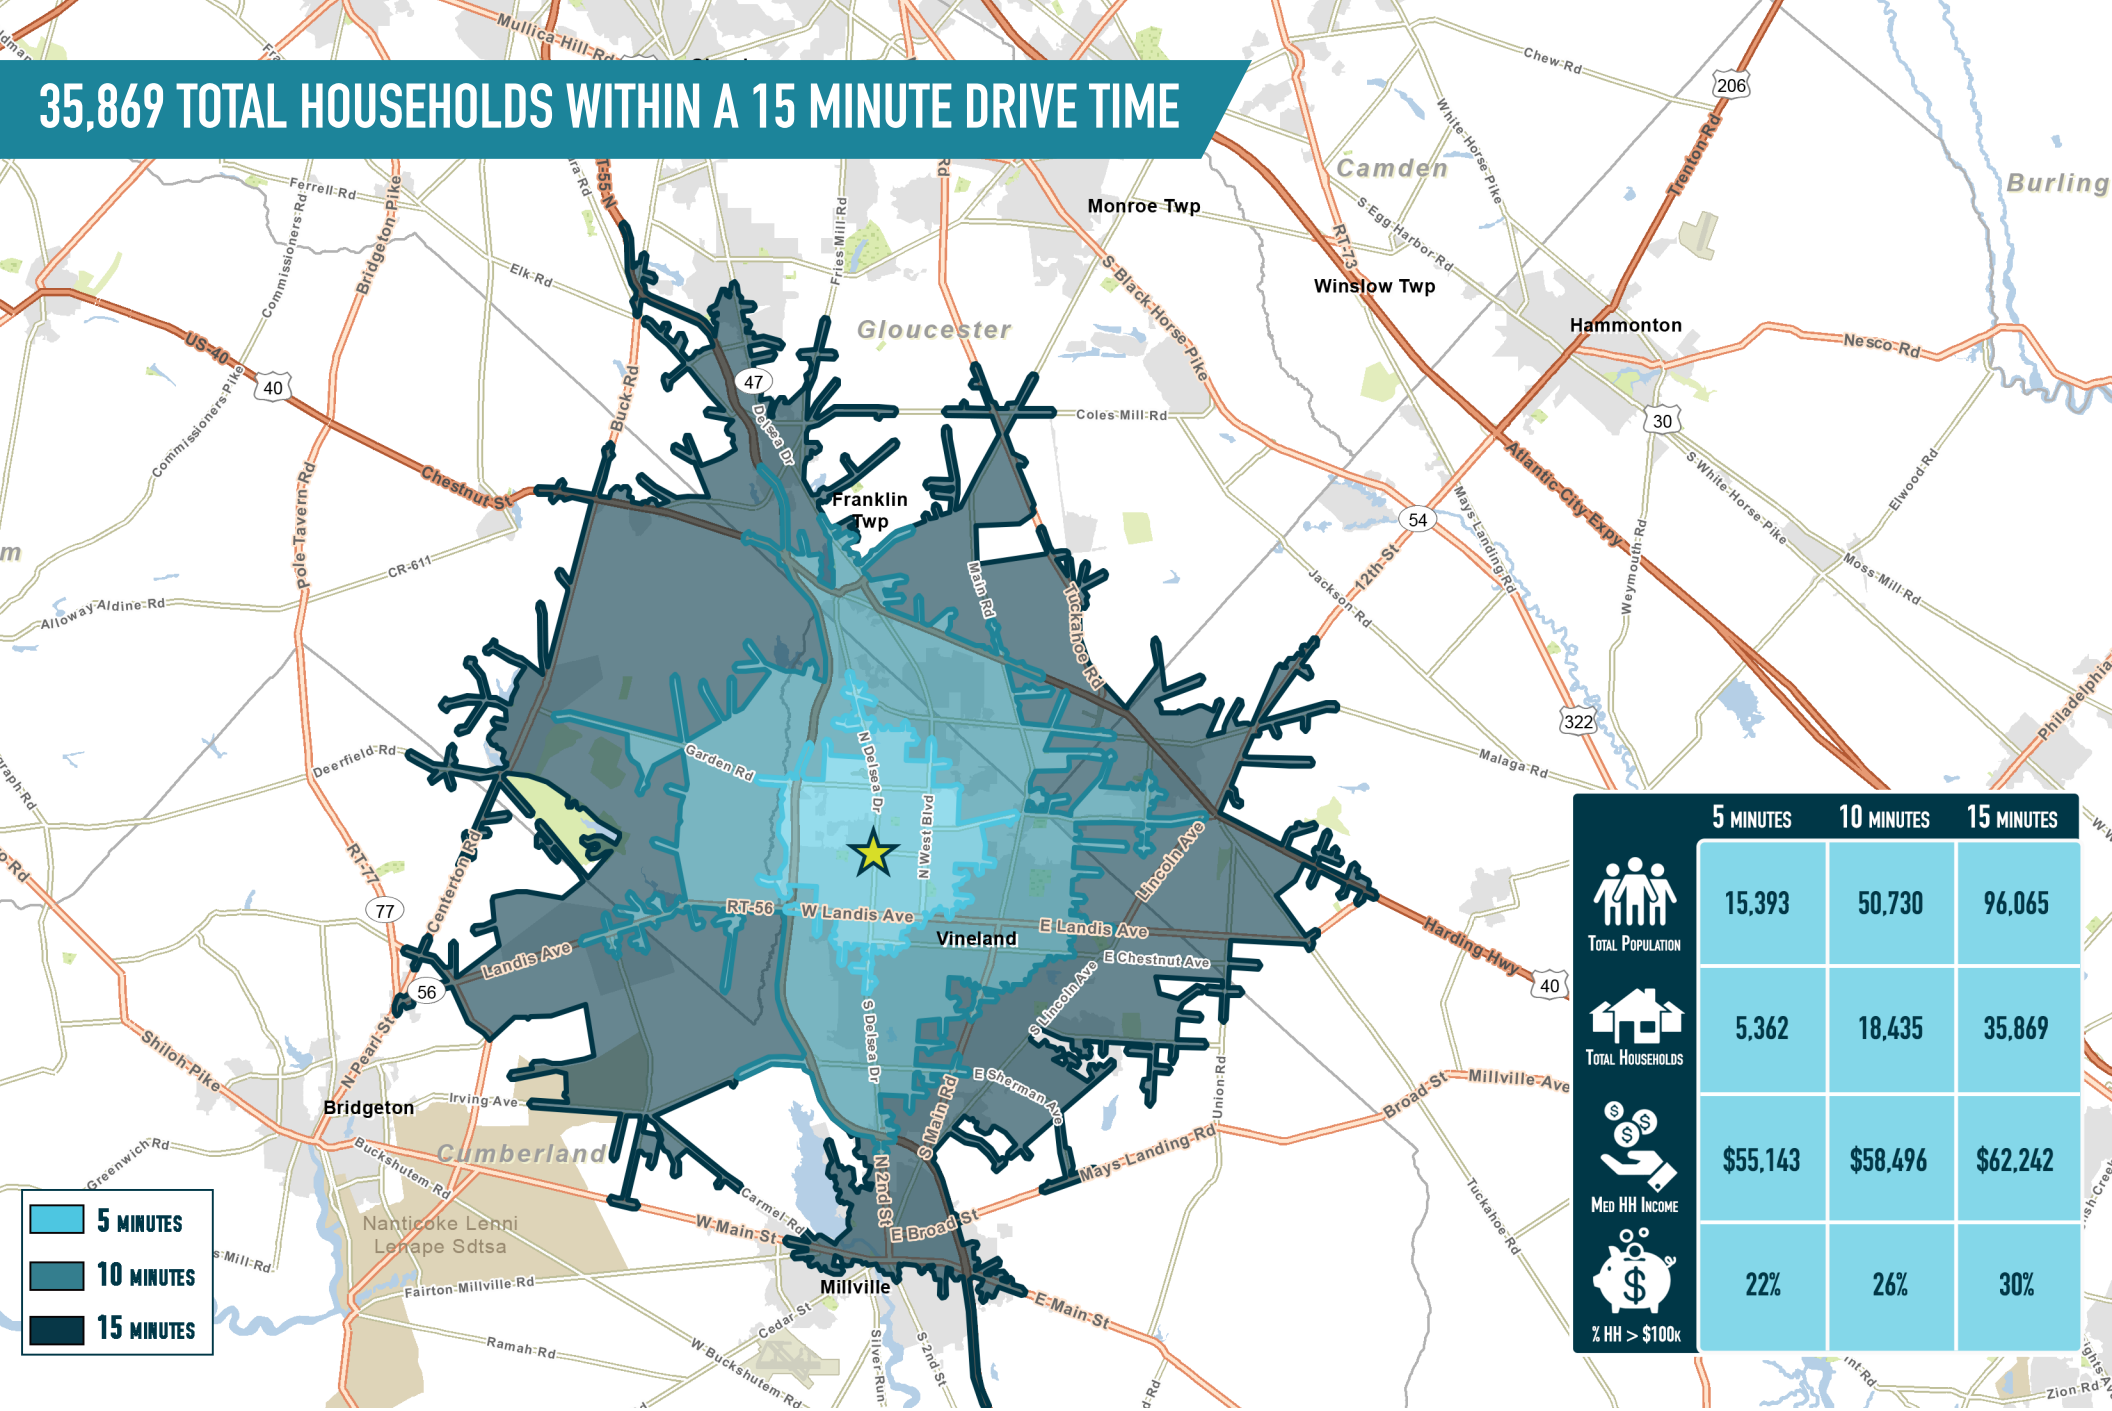 35,869 TOTAL HOUSEHOLDS WITHIN A 15 MINUTE DRIVE TIME
Mullica Hill Rd
Chew Rd
206
Trenton Rd
White Horse Pike
Camden
Burling
Ferrell Rd
Commissioners Rd
Bridgeton Pike
T-55 N
Fries Mill Rd
Rd
Monroe Twp
S Egg Harbor Rd
RT-73
Elk Rd
S Black Horse Pike
Winslow Twp
Hammonton
Gloucester
Nesco Rd
US-40
40
Commissioners Pike
Buck Rd
47
Delsea Dr
Coles Mill Rd
30
Chestnut St
Pole Tavern Rd
Franklin
Twp
54
Mays Landing Rd
Atlantic City Expy
S White Horse Pike
Elwood Rd
m
CR-611
Alloway Aldine Rd
Main Rd
Tuckahoe Rd
12th St
Jackson Rd
Weymouth Rd
Moss Mill Rd
322
Philadelphia
Deerfield Rd
Garden Rd
N Delsea Dr
N West Blvd
Malaga Rd
Lincoln Ave
RT-77
77
Centerton Rd
RT-56
W Landis Ave
Vineland
E Landis Ave
E Chestnut Ave
Harding Hwy
40
Landis Ave
56
S Lincoln Ave
S Delsea Dr
Shiloh Pike
N Pearl St
E Sherman Ave
S Main Rd
Union Rd
Broad St
Millville Ave
Bridgeton
Irving Ave
Cumberland
Greenwich Rd
Buckshutem Rd
Mays Landing Rd
N 2nd St
Carmel Rd
W Main St
E Broad St
Tuckahoe Rd
Nanticoke Lenni
Lenape Sdtsa
s Mill Rd
Fairton Millville Rd
Millville
E Main St
Cedar St
Ramah Rd
W Buckshutem Rd
Silver Run
S 2nd St
Zion Rd
5 MINUTES
10 MINUTES
15 MINUTES
5 MINUTES 10 MINUTES 15 MINUTES
TOTAL POPULATION 15,393 50,730 96,065
TOTAL HOUSEHOLDS 5,362 18,435 35,869
MED HH INCOME $55,143 $58,496 $62,242
% HH > $100K 22% 26% 30%